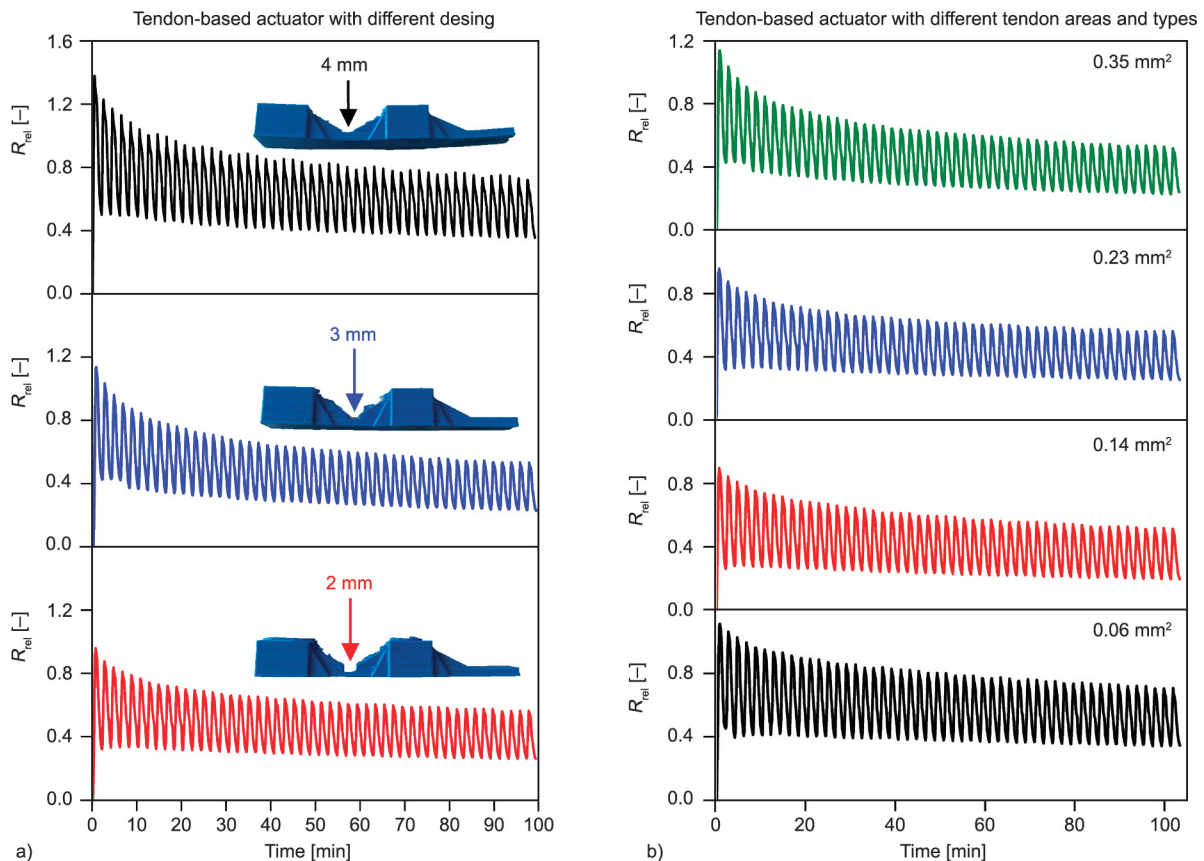 Tendon-based actuator with different desing
1.6
1.2
0.8
0.4
0.0
R_rel [–]
4 mm
1.2
0.8
0.4
0.0
R_rel [–]
3 mm
1.2
0.8
0.4
0.0
R_rel [–]
2 mm
0 10 20 30 40 50 60 70 80 90 100
Time [min]
a)
Tendon-based actuator with different tendon areas and types
1.2
0.8
0.4
0.0
R_rel [–]
0.35 mm²
0.8
0.4
0.0
R_rel [–]
0.23 mm²
0.8
0.4
0.0
R_rel [–]
0.14 mm²
0.8
0.4
0.0
R_rel [–]
0.06 mm²
0 20 40 60 80 100
Time [min]
b)